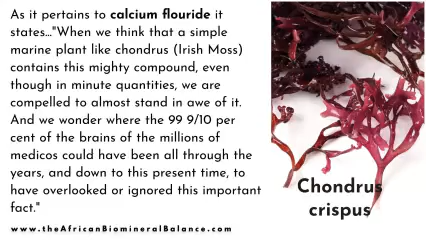 As it pertains to calcium flouride it
states..."When we think that a simple
marine plant like chondrus (Irish Moss)
contains this mighty compound, even
though in minute quantities, we are
compelled to almost stand in awe of it.
And we wonder where the 99 9/10 per
cent of the brains of the millions of
medicos could have been all through the
years, and down to this present time, to
have overlooked or ignored this important
fact."
www.theAfricanBiomineralBalance.com
Chondrus
crispus